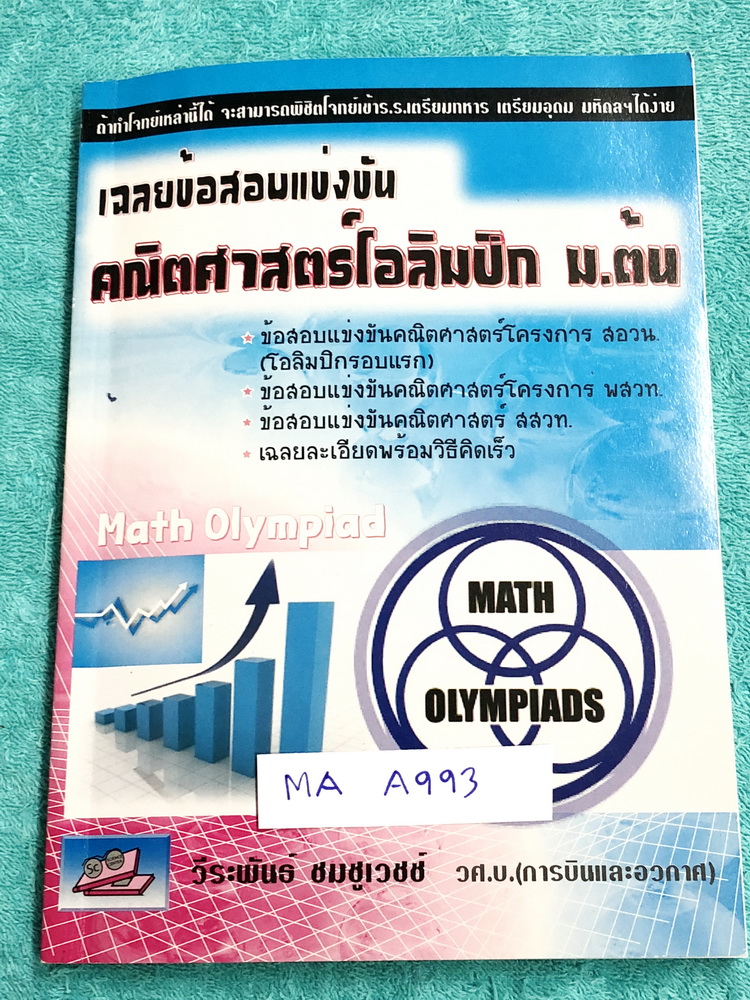 ถ้าทำโจทย์เหล่านี้ได้ จะสามารถพิชิตโจทย์เข้าร.ร.เตรียมทหาร เตรียมอุดม มหิดลฯได้ง่าย
เฉลยข้อสอบแข่งขัน
คณิตศาสตร์โอลิมปิก ม.ต้น
ข้อสอบแข่งขันคณิตศาสตร์โครงการ สอวน.
(โอลิมปิกรอบแรก)
ข้อสอบแข่งขันคณิตศาสตร์โครงการ พสวท.
ข้อสอบแข่งขันคณิตศาสตร์ สสวท.
เฉลยละเอียดพร้อมวิธีคิดเร็ว
Math Olympiad
MATH
OLYMPIADS
MA A993
Sc
วีระพันธ์ ชมชูเวชช์ วศ.บ.(การบินและอวกาศ)